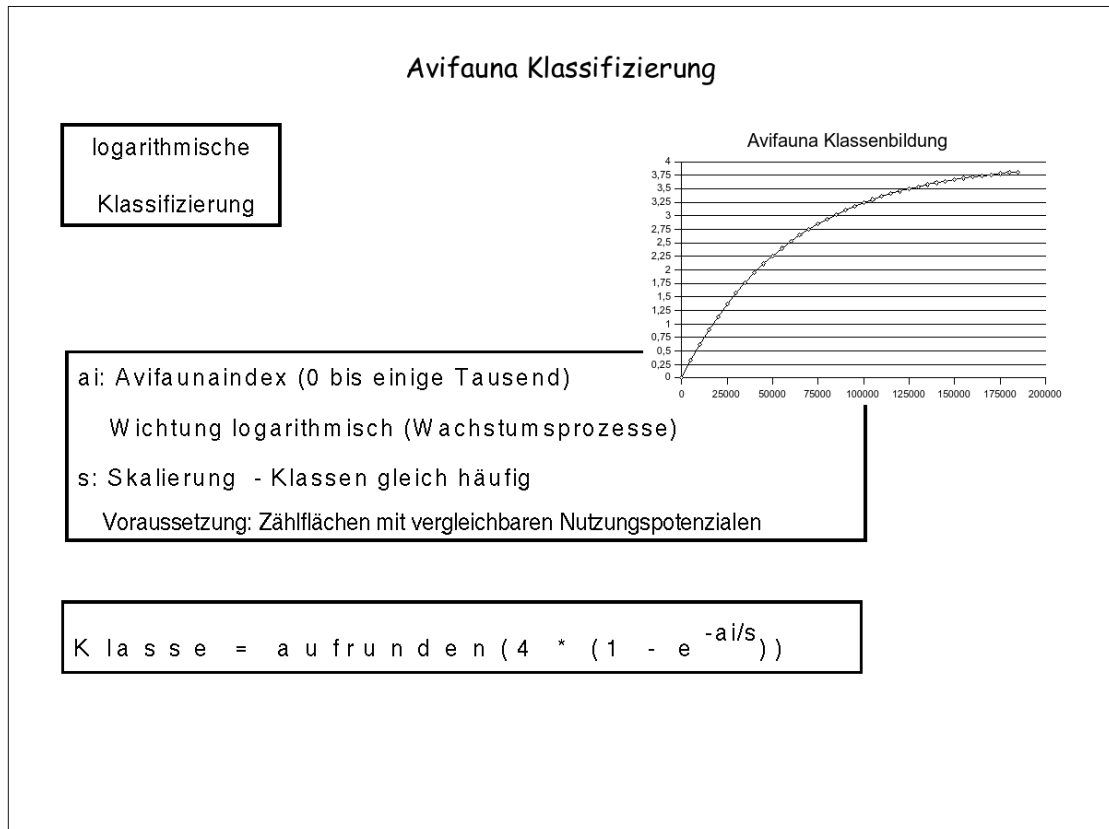 Avifauna Klassifizierung
logarithmische
Klassifizierung
Avifauna Klassenbildung
4
3,75
3,5
3,25
3
2,75
2,5
2,25
2
1,75
1,5
1,25
1
0,75
0,5
0,25
0
0 25000 50000 75000 100000 125000 150000 175000 200000
ai: Avifaunaindex (0 bis einige Tausend)
Wichtung logarithmisch (Wachstumsprozesse)
s: Skalierung - Klassen gleich häufig
Voraussetzung: Zählflächen mit vergleichbaren Nutzungspotenzialen
Klasse = aufrunden(4 * (1 - e -ai/s))